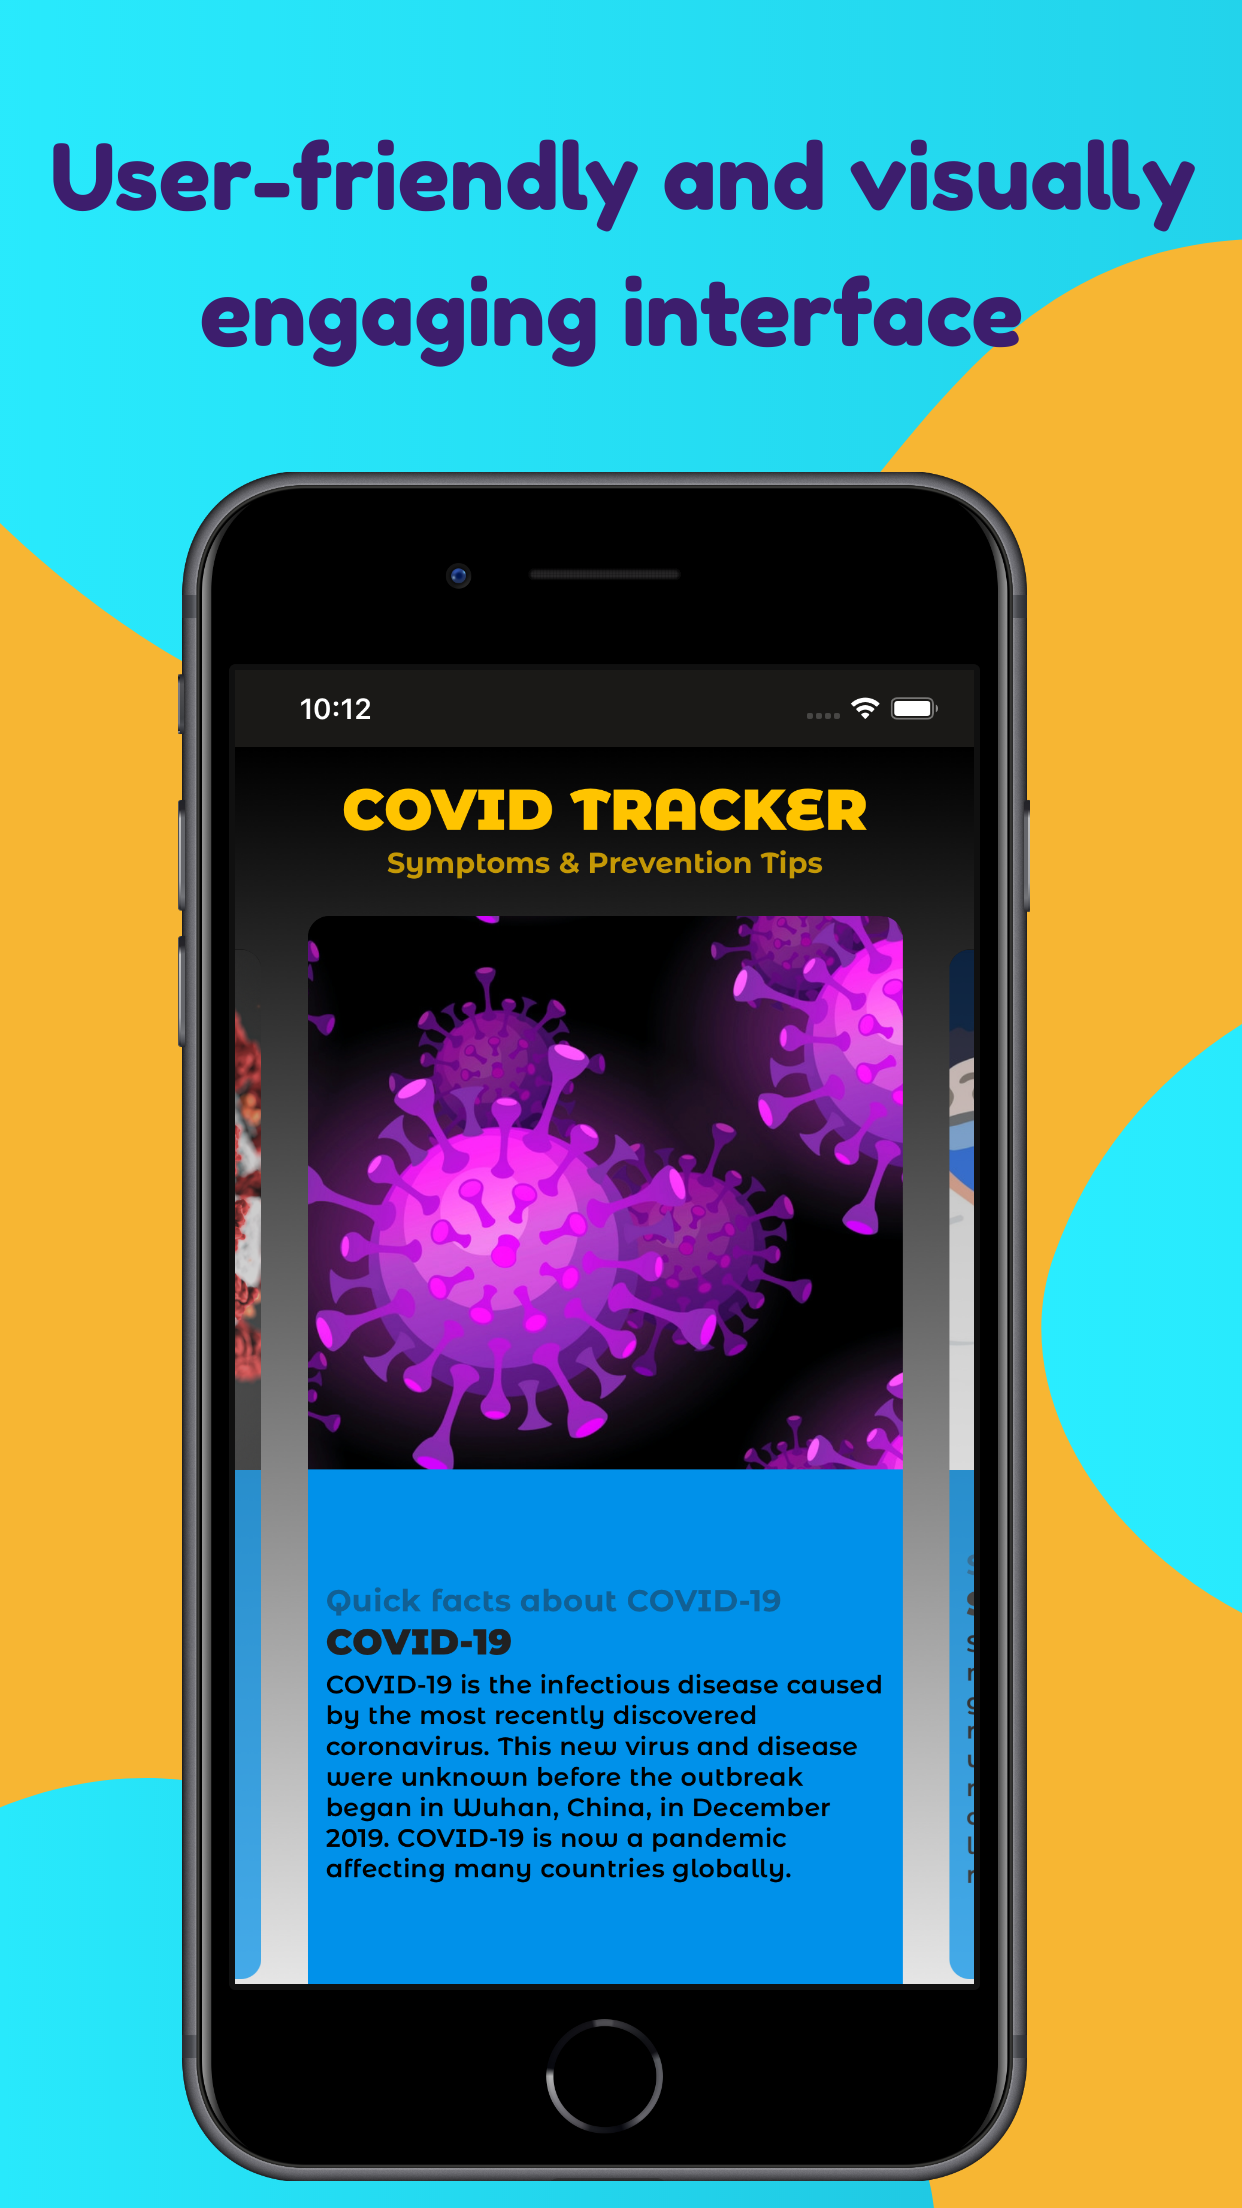 User-friendly and visually
engaging interface
10:12
COVID TRACKER
Symptoms & Prevention Tips
Quick facts about COVID-19
COVID-19
COVID-19 is the infectious disease caused
by the most recently discovered
coronavirus. This new virus and disease
were unknown before the outbreak
began in Wuhan, China, in December
2019. COVID-19 is now a pandemic
affecting many countries globally.